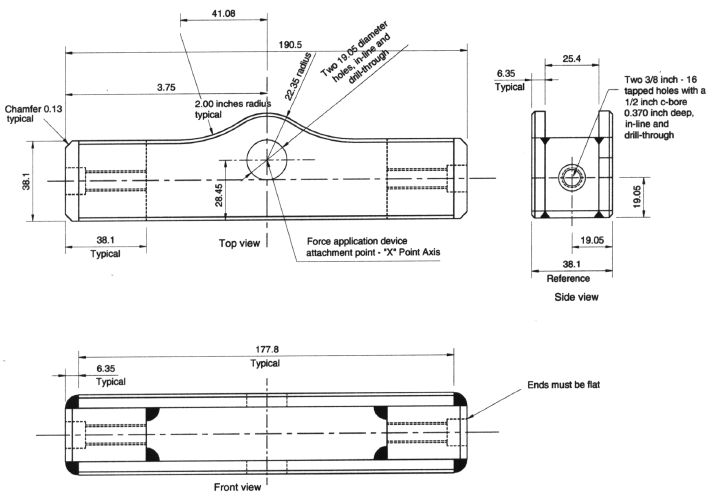 41.08
190.5
3.75
Two 19.05 diameter
holes, in-line and
drill-through
22.35 radius
2.00 inches radius
typical
Chamfer 0.13
typical
38.1
28.45
38.1
Typical
Top view
Force application device
attachment point - "X" Point Axis
25.4
6.35
Typical
Two 3/8 inch - 16
tapped holes with a
1/2 inch c-bore
0.370 inch deep,
in-line and
drill-through
19.05
19.05
38.1
Reference
Side view
177.8
Typical
6.35
Typical
Ends must be flat
Front view